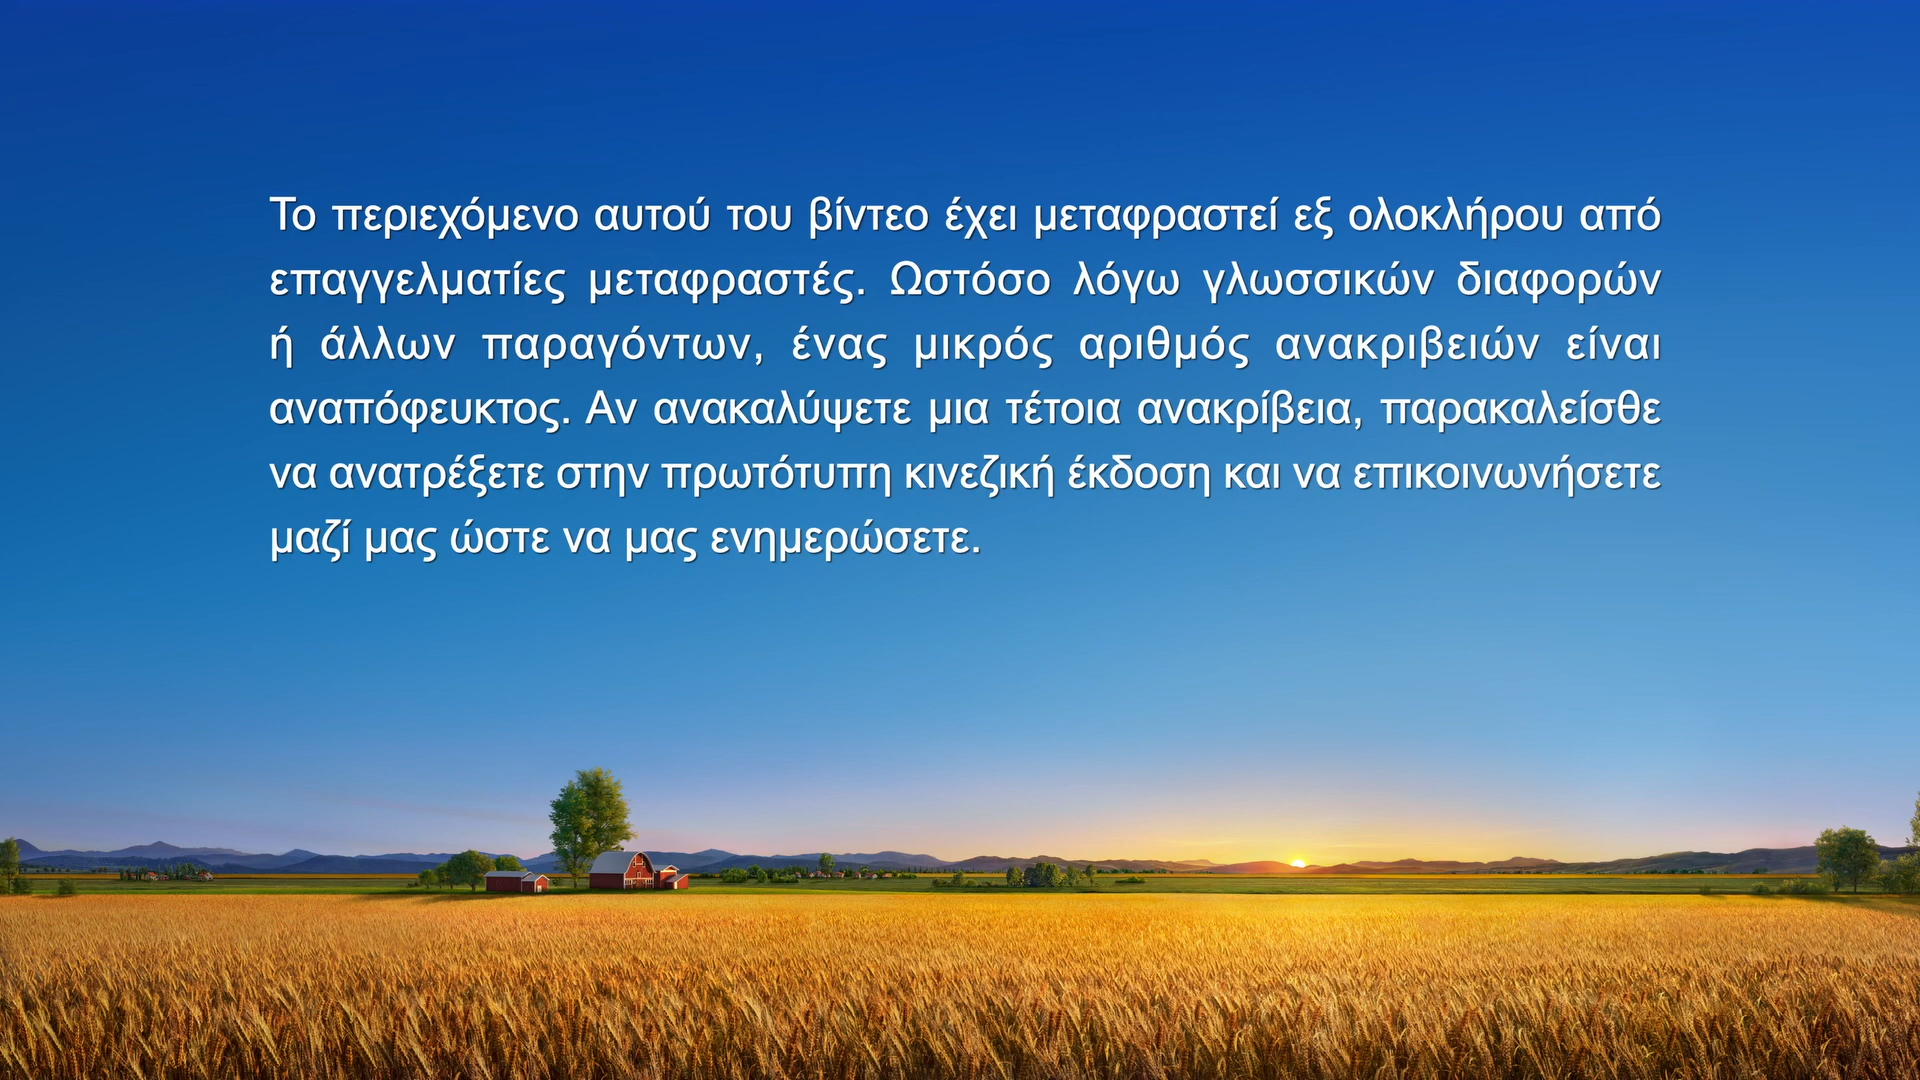 Το περιεχόμενο αυτού του βίντεο έχει μεταφραστεί εξ ολοκλήρου από
επαγγελματίες μεταφραστές. Ωστόσο λόγω γλωσσικών διαφορών
ή άλλων παραγόντων, ένας μικρός αριθμός ανακριβειών είναι
αναπόφευκτος. Αν ανακαλύψετε μια τέτοια ανακρίβεια, παρακαλείσθε
να ανατρέξετε στην πρωτότυπη κινεζική έκδοση και να επικοινωνήσετε
μαζί μας ώστε να μας ενημερώσετε.